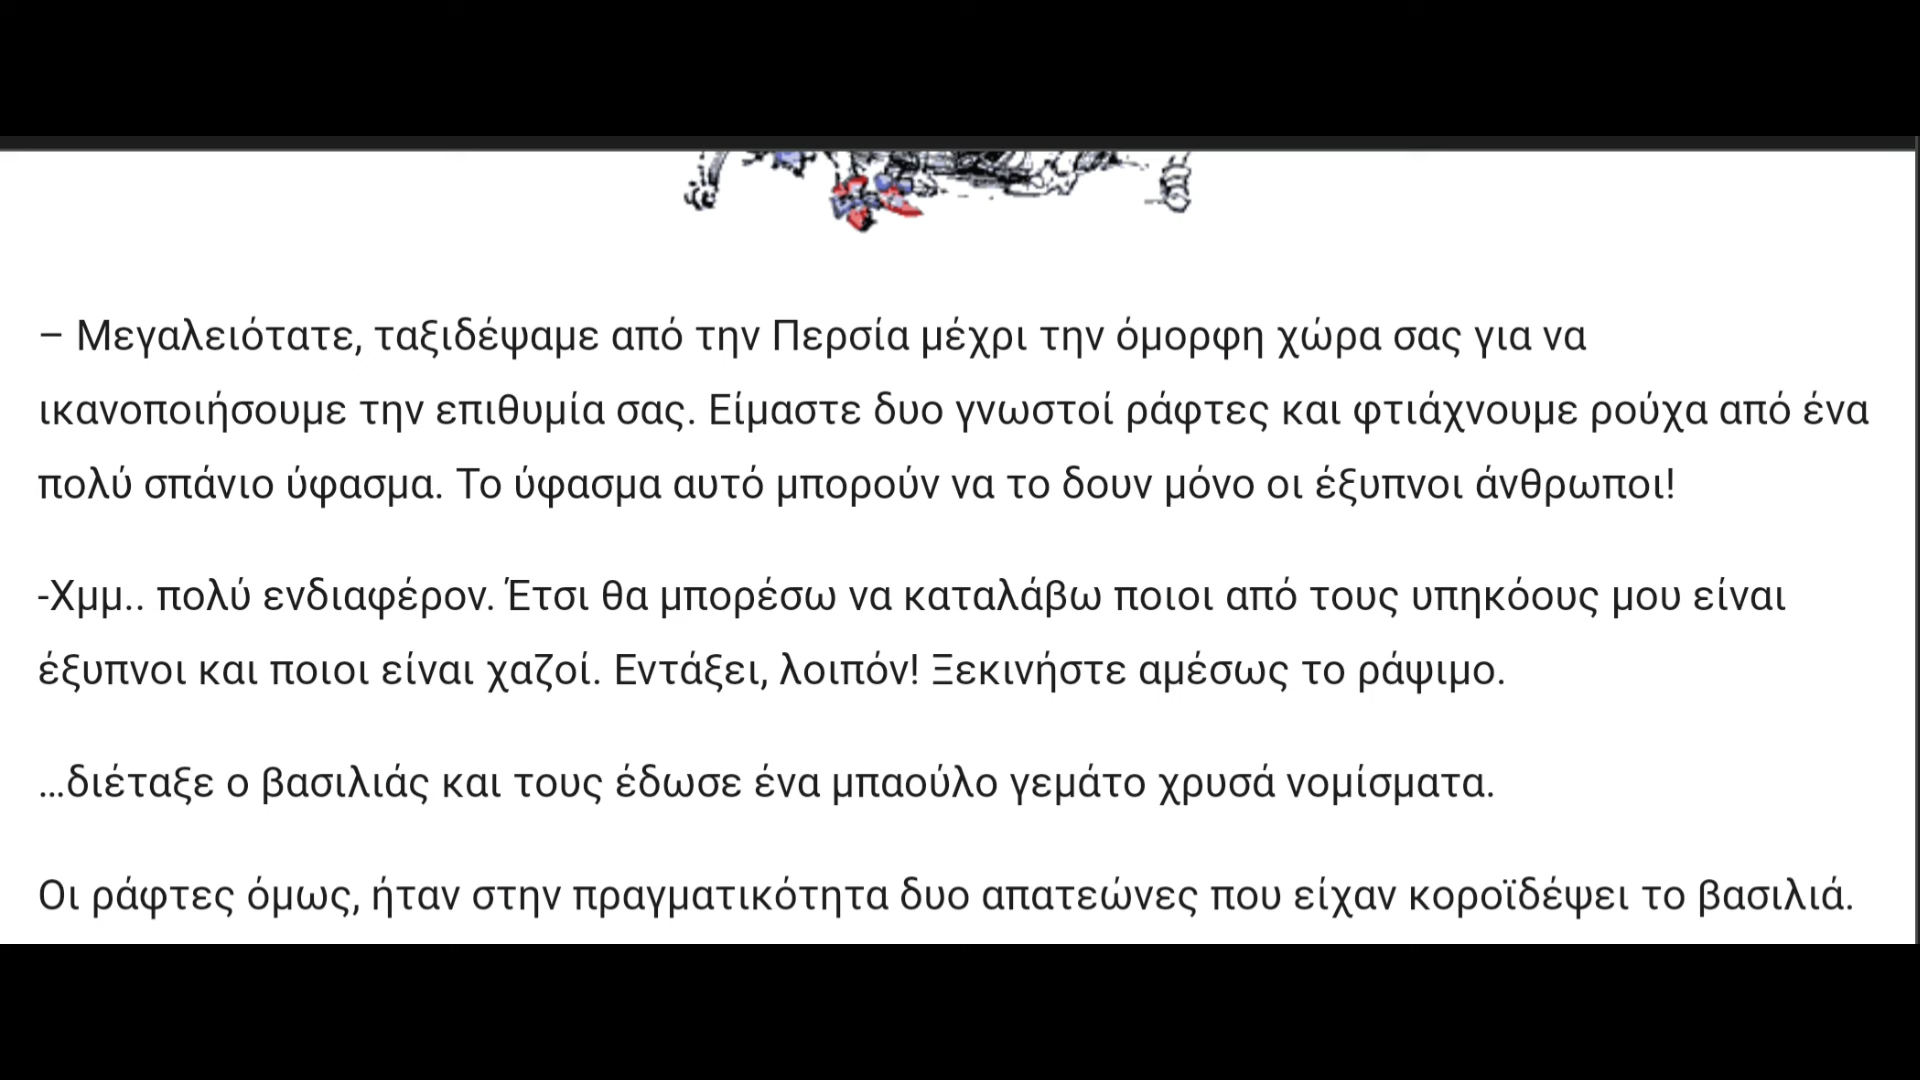 – Μεγαλειότατε, ταξιδέψαμε από την Περσία μέχρι την όμορφη χώρα σας για να
ικανοποιήσουμε την επιθυμία σας. Είμαστε δυο γνωστοί ράφτες και φτιάχνουμε ρούχα από ένα
πολύ σπάνιο ύφασμα. Το ύφασμα αυτό μπορούν να το δουν μόνο οι έξυπνοι άνθρωποι!
-Χμμ.. πολύ ενδιαφέρον. Έτσι θα μπορέσω να καταλάβω ποιοι από τους υπηκόους μου είναι
έξυπνοι και ποιοι είναι χαζοί. Εντάξει, λοιπόν! Ξεκινήστε αμέσως το ράψιμο.
…διέταξε ο βασιλιάς και τους έδωσε ένα μπαούλο γεμάτο χρυσά νομίσματα.
Οι ράφτες όμως, ήταν στην πραγματικότητα δυο απατεώνες που είχαν κοροϊδέψει το βασιλιά.